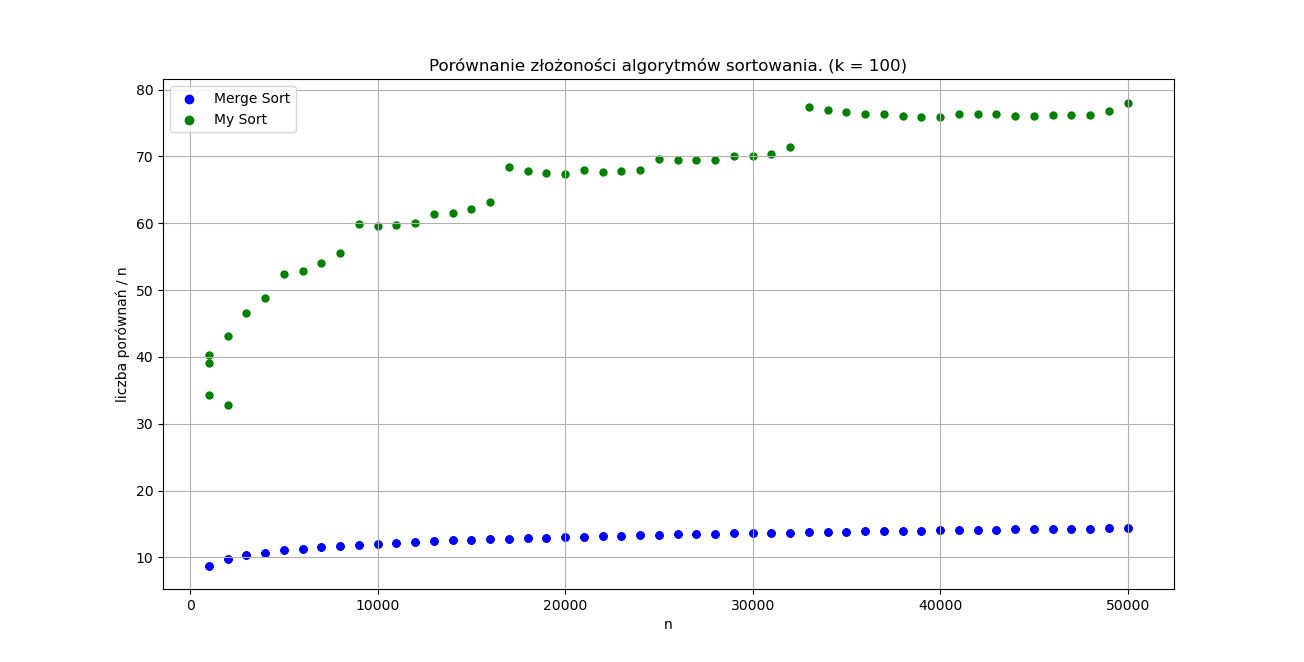 Porównanie złożoności algorytmów sortowania. (k = 100)
Merge Sort
My Sort
liczba porównań / n
80
70
60
50
40
30
20
10
0
10000
20000
30000
40000
50000
n